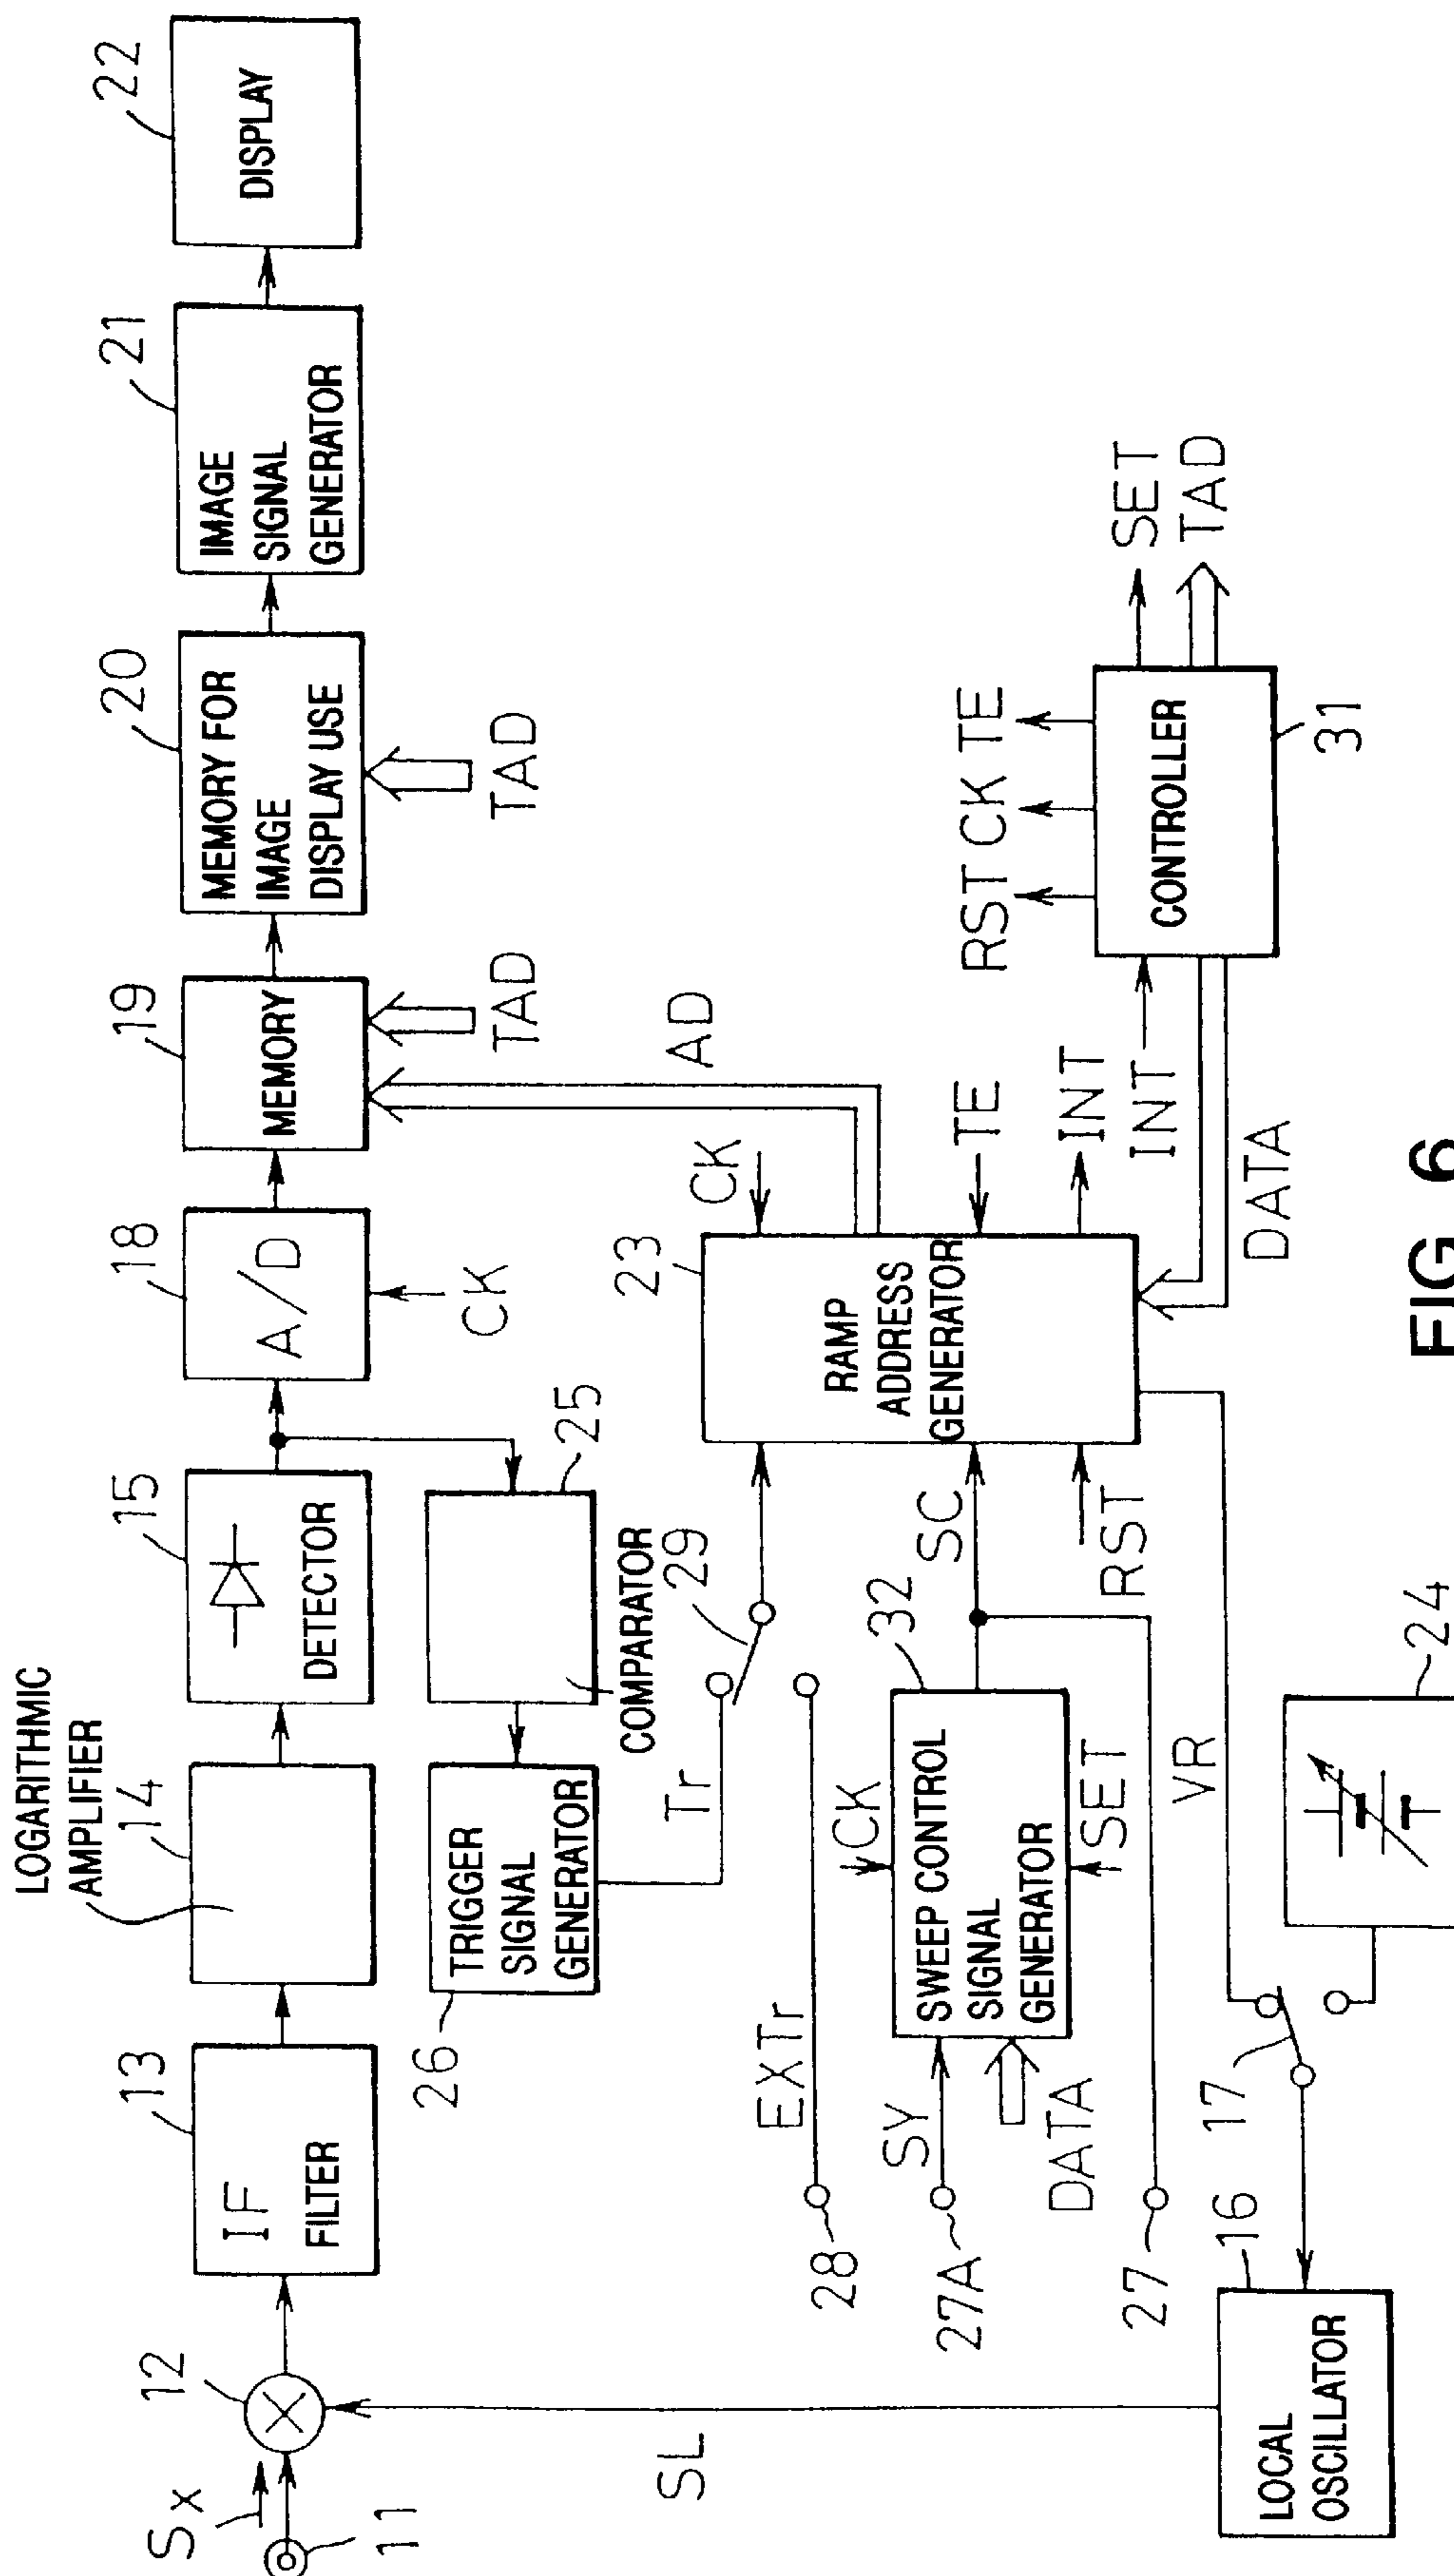 22
DISPLAY
21
IMAGE
SIGNAL
GENERATOR
20
MEMORY FOR
IMAGE
DISPLAY USE
TAD
19
MEMORY
TAD
AD
18
A/D
CK
15
DETECTOR
25
COMPARATOR
LOGARITHMIC
AMPLIFIER
14
26
TRIGGER
SIGNAL
GENERATOR
Tr
29
13
IF
FILTER
12
Sx
11
SL
23
RAMP
ADDRESS
GENERATOR
CK
TE
INT
SC
RST
VR
DATA
31
CONTROLLER
RST CK TE
SET
TAD
INT
32
SWEEP CONTROL
SIGNAL
GENERATOR
CK
SET
SY
DATA
EXTr
28
27A
27
17
24
16
LOCAL
OSCILLATOR
FIG 6